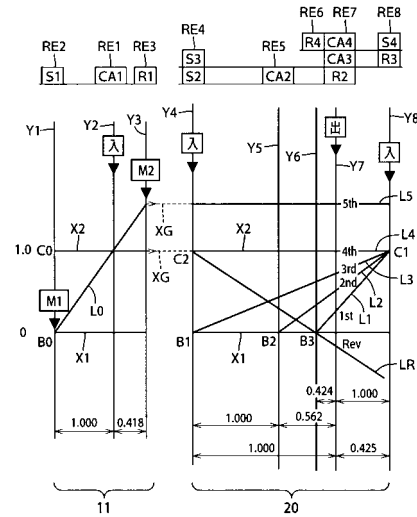 RE6 RE7 RE8
RE4 R4 CA4 S4
RE2 RE1 RE3 S3 RE5 CA3 R3
S1 CA1 R1 S2 CA2 R2
Y1 Y2 Y3 Y4 Y5 Y6 Y7 Y8
入 入 出 入
M2
5th L5
XG
X2 X2 4th L4
1.0 C0 XG C2 C1
3rd L3
2nd L2
M1 L0 1st L1
0 B0 X1 B1 X1 B2 B3 Rev
LR
0.424 1.000
1.000 0.418 1.000 0.562
1.000 0.425
11 20